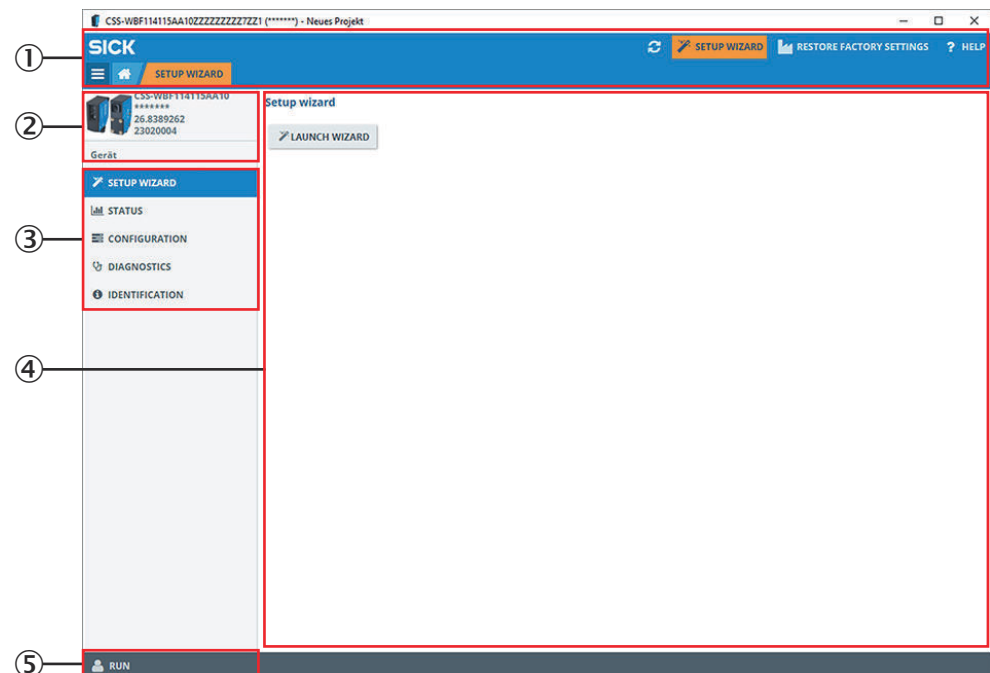 CSS-WBF114115AA10ZZZZZZZZZZ7ZZ1 (*******) - Neues Projekt
①
SICK
SETUP WIZARD
RESTORE FACTORY SETTINGS
? HELP
SETUP WIZARD
②
CSS-WBF114115AA10
*******
26.8389262
23020004
Gerät
Setup wizard
LAUNCH WIZARD
③
SETUP WIZARD
STATUS
CONFIGURATION
DIAGNOSTICS
IDENTIFICATION
④
⑤
RUN